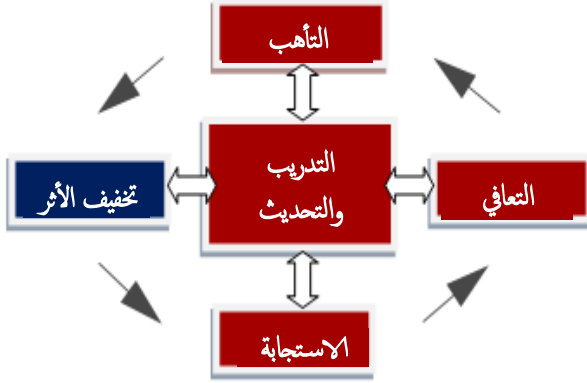 التأهب
التدريب
والتحديث
التعافي
تخفيف الأثر
الاستجابة